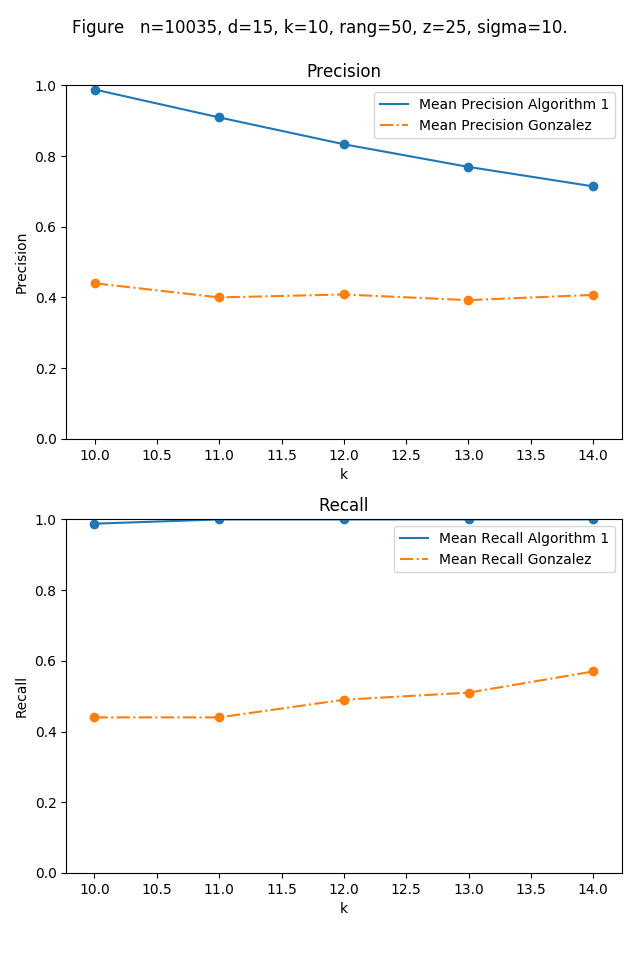 Figure   n=10035, d=15, k=10, rang=50, z=25, sigma=10.
Precision
1.0
0.8
0.6
0.4
0.2
0.0
Precision
Mean Precision Algorithm 1
Mean Precision Gonzalez
10.0 10.5 11.0 11.5 12.0 12.5 13.0 13.5 14.0
k
Recall
1.0
0.8
0.6
0.4
0.2
0.0
Recall
Mean Recall Algorithm 1
Mean Recall Gonzalez
10.0 10.5 11.0 11.5 12.0 12.5 13.0 13.5 14.0
k